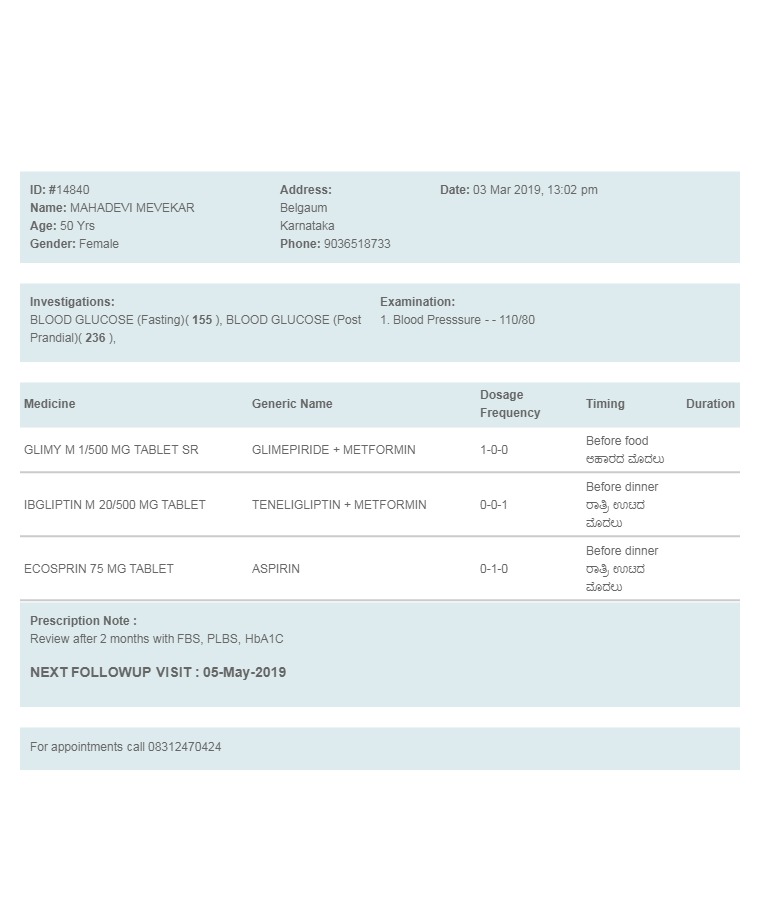 ID: #14840
Name: MAHADEVI MEVEKAR
Age: 50 Yrs
Gender: Female
Address:
Belgaum
Karnataka
Phone: 9036518733
Date: 03 Mar 2019, 13:02 pm
Investigations:
BLOOD GLUCOSE (Fasting)( 155 ), BLOOD GLUCOSE (Post
Prandial)( 236 ),
Examination:
1. Blood Presssure - - 110/80
Medicine Generic Name Dosage Frequency Timing Duration
GLIMY M 1/500 MG TABLET SR GLIMEPIRIDE + METFORMIN 1-0-0 Before food
ಆಹಾರದ ಮೊದಲು
IBGLIPTIN M 20/500 MG TABLET TENELIGLIPTIN + METFORMIN 0-0-1 Before dinner
ರಾತ್ರಿ ಊಟದ
ಮೊದಲು
ECOSPRIN 75 MG TABLET ASPIRIN 0-1-0 Before dinner
ರಾತ್ರಿ ಊಟದ
ಮೊದಲು
Prescription Note :
Review after 2 months with FBS, PLBS, HbA1C
NEXT FOLLOWUP VISIT : 05-May-2019
For appointments call 08312470424